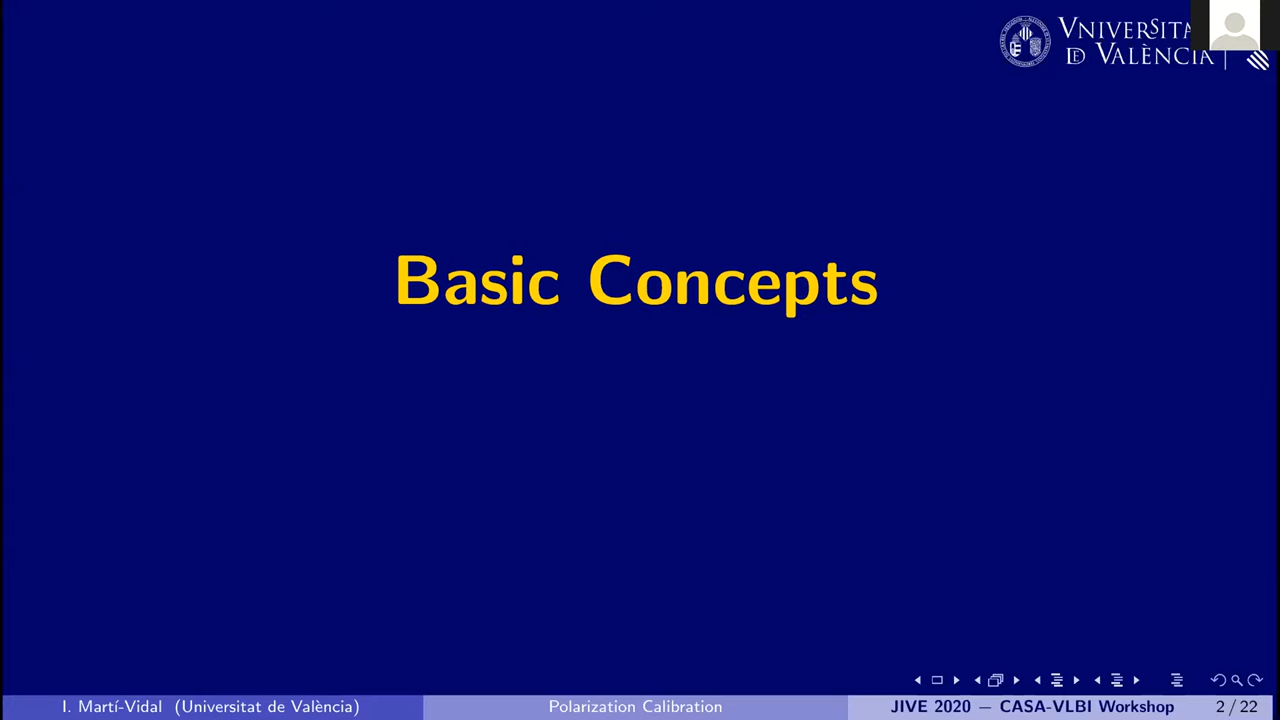 VNIVERSITAT
D VALÈNCIA
Basic Concepts
I. Martí-Vidal (Universitat de València)
Polarization Calibration
JIVE 2020 — CASA-VLBI Workshop
2 / 22